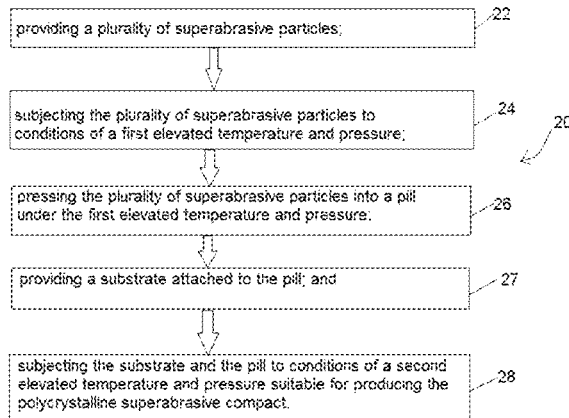 providing a plurality of superabrasive particles;
22
subjecting the plurality of superabrasive particles to
conditions of a first elevated temperature and pressure;
24
20
pressing the plurality of superabrasive particles into a pill
under the first elevated temperature and pressure;
26
providing a substrate attached to the pill; and
27
subjecting the substrate and the pill to conditions of a second
elevated temperature and pressure suitable for producing the
polycrystalline superabrasive compact.
28